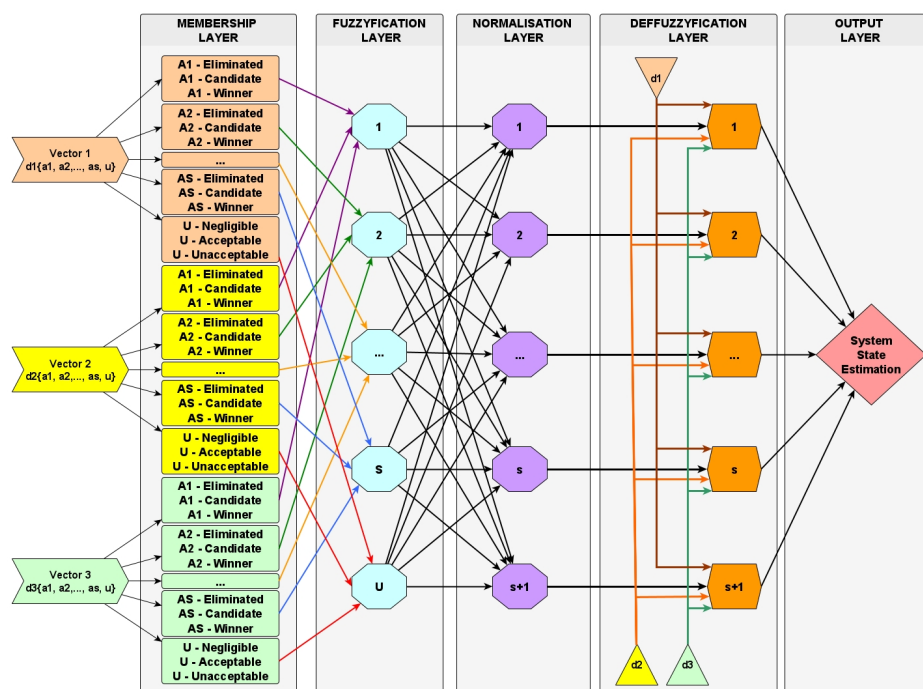 MEMBERSHIP
LAYER
FUZZYFICATION
LAYER
NORMALISATION
LAYER
DEFFUZZYFICATION
LAYER
OUTPUT
LAYER
Vector 1
d1{a1, a2,..., as, u}
A1 - Eliminated
A1 - Candidate
A1 - Winner
A2 - Eliminated
A2 - Candidate
A2 - Winner
...
AS - Eliminated
AS - Candidate
AS - Winner
U - Negligible
U - Acceptable
U - Unacceptable
Vector 2
d2{a1, a2,..., as, u}
A1 - Eliminated
A1 - Candidate
A1 - Winner
A2 - Eliminated
A2 - Candidate
A2 - Winner
...
AS - Eliminated
AS - Candidate
AS - Winner
U - Negligible
U - Acceptable
U - Unacceptable
Vector 3
d3{a1, a2,..., as, u}
A1 - Eliminated
A1 - Candidate
A1 - Winner
A2 - Eliminated
A2 - Candidate
A2 - Winner
...
AS - Eliminated
AS - Candidate
AS - Winner
U - Negligible
U - Acceptable
U - Unacceptable
1
2
...
S
U
1
2
...
s
s+1
d1
1
2
...
s
s+1
d2
d3
System
State
Estimation